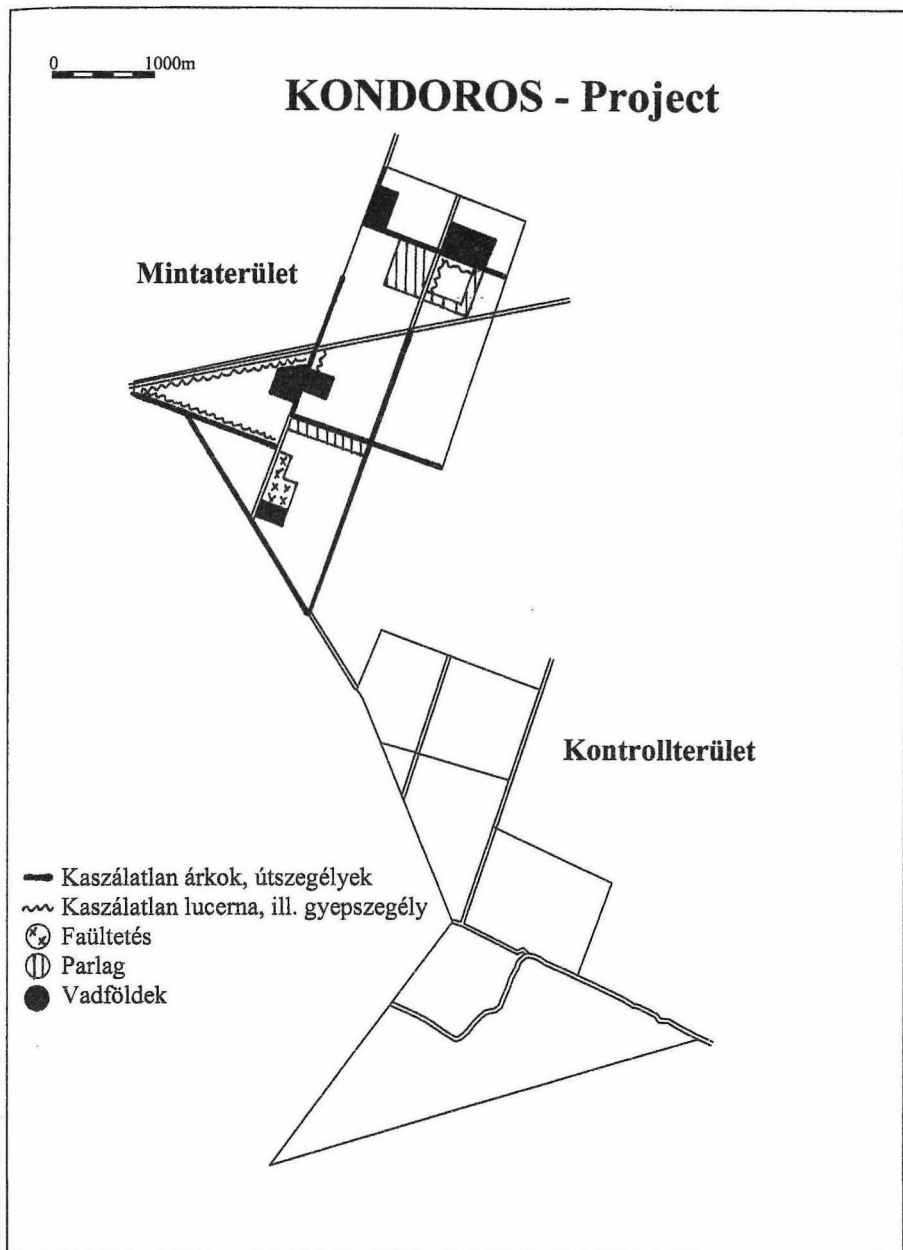 0 1000m
KONDOROS - Project
Mintaterület
Kontrollterület
Kaszálatlan árkok, útszegélyek
Kaszálatlan lucerna, ill. gyepszegély
Faültetés
Parlag
Vadföldek